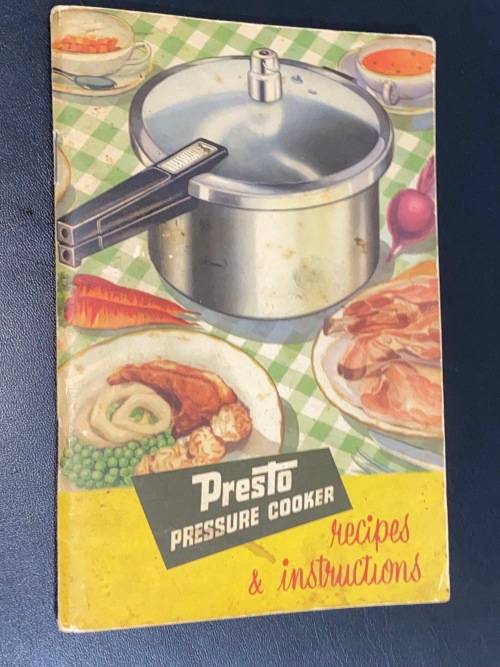 Presto
PRESSURE COOKER
recipes
& instructions